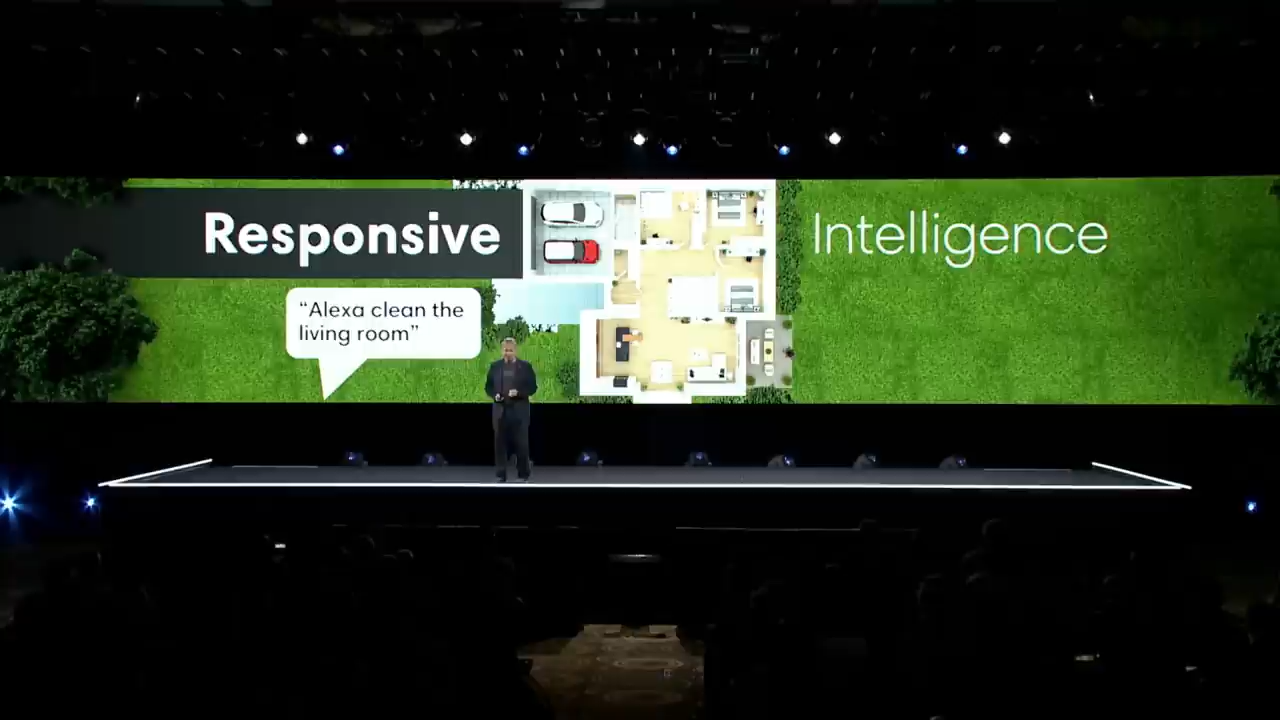 Responsive
Intelligence
“Alexa clean the
living room”